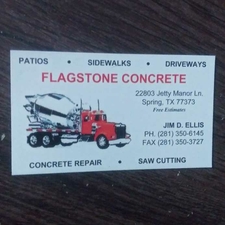 PATIOS • SIDEWALKS • DRIVEWAYS
FLAGSTONE CONCRETE
22803 Jetty Manor Ln.
Spring, TX 77373
Free Estimates
JIM D. ELLIS
PH. (281) 350-6145
FAX (281) 350-3727
CONCRETE REPAIR • SAW CUTTING